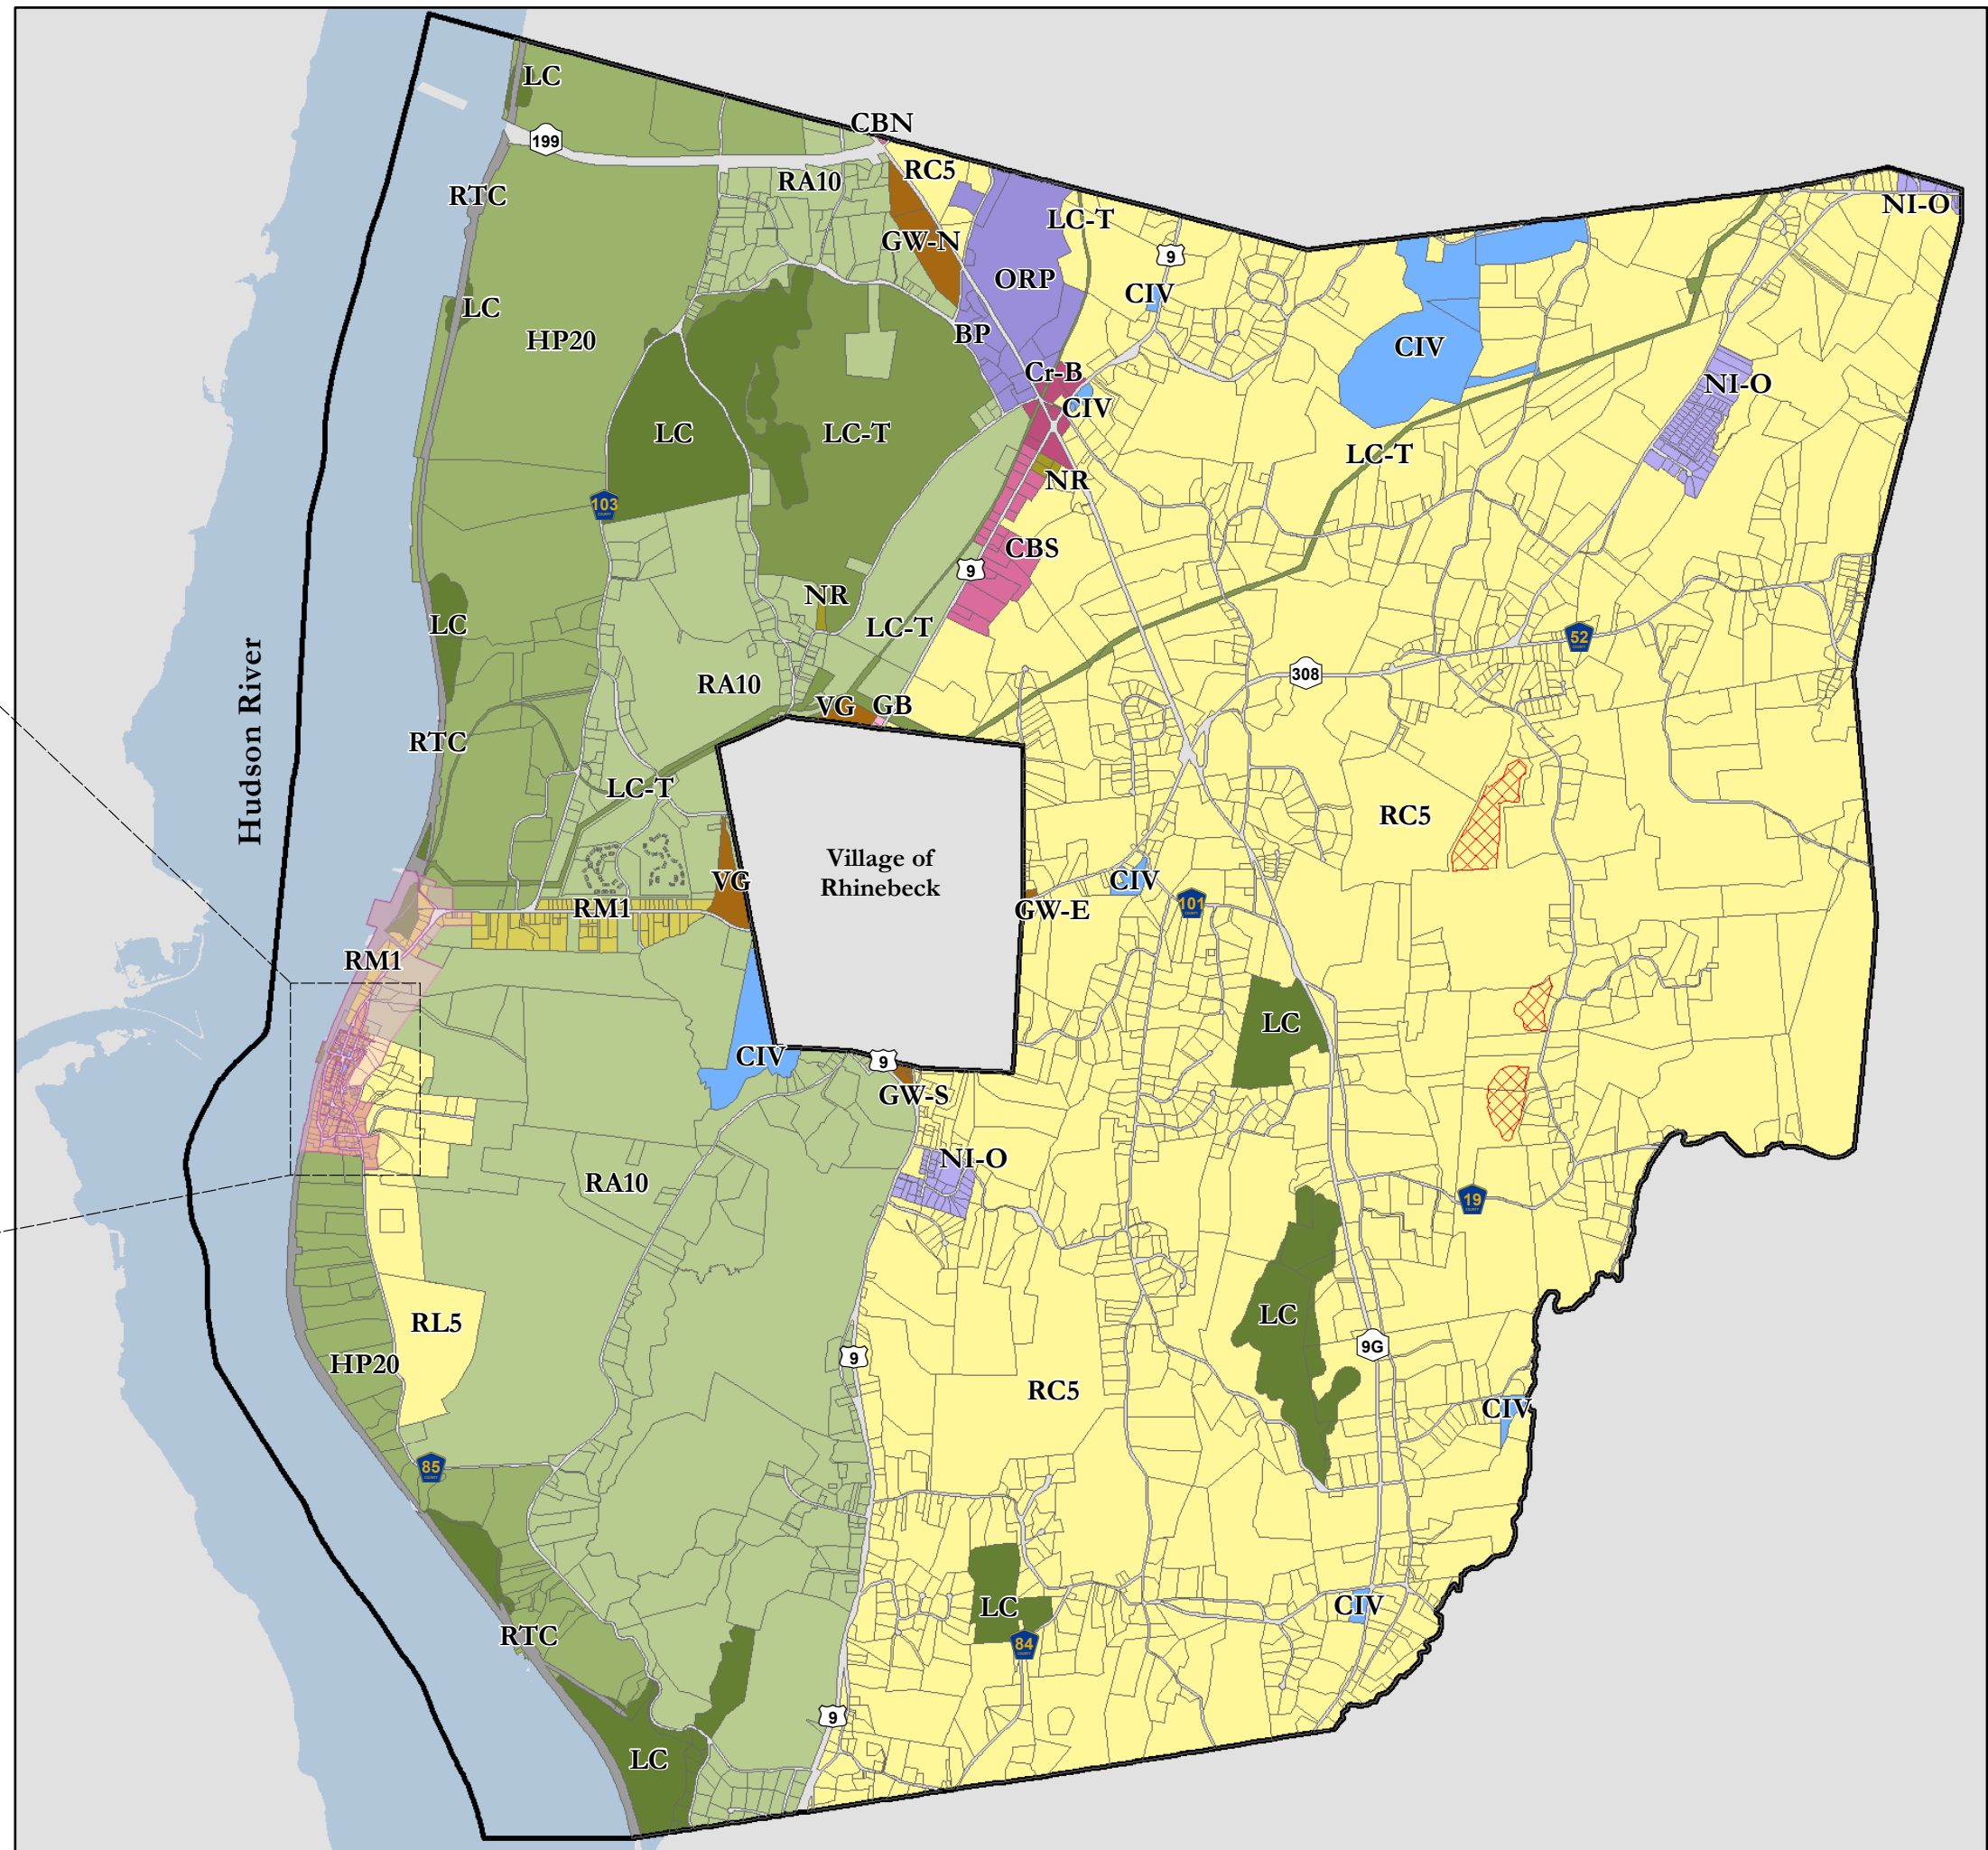 LC
CBN
199
RC5
RA10
RTC
NI-O
LC-T
GW-N
9
ORP
CIV
LC
HP20
BP
CIV
Cr-B
NI-O
CIV
LC
LC-T
LC-T
NR
103
CBS
9
NR
LC
LC-T
52
308
RA10
VG
GB
Hudson River
RTC
LC-T
RC5
Village of
Rhinebeck
VG
CIV
RM1
GW-E
101
RM1
LC
CIV
9
GW-S
NI-O
RA10
19
LC
RL5
9G
HP20
9
RC5
CIV
85
LC
CIV
RTC
84
9
LC